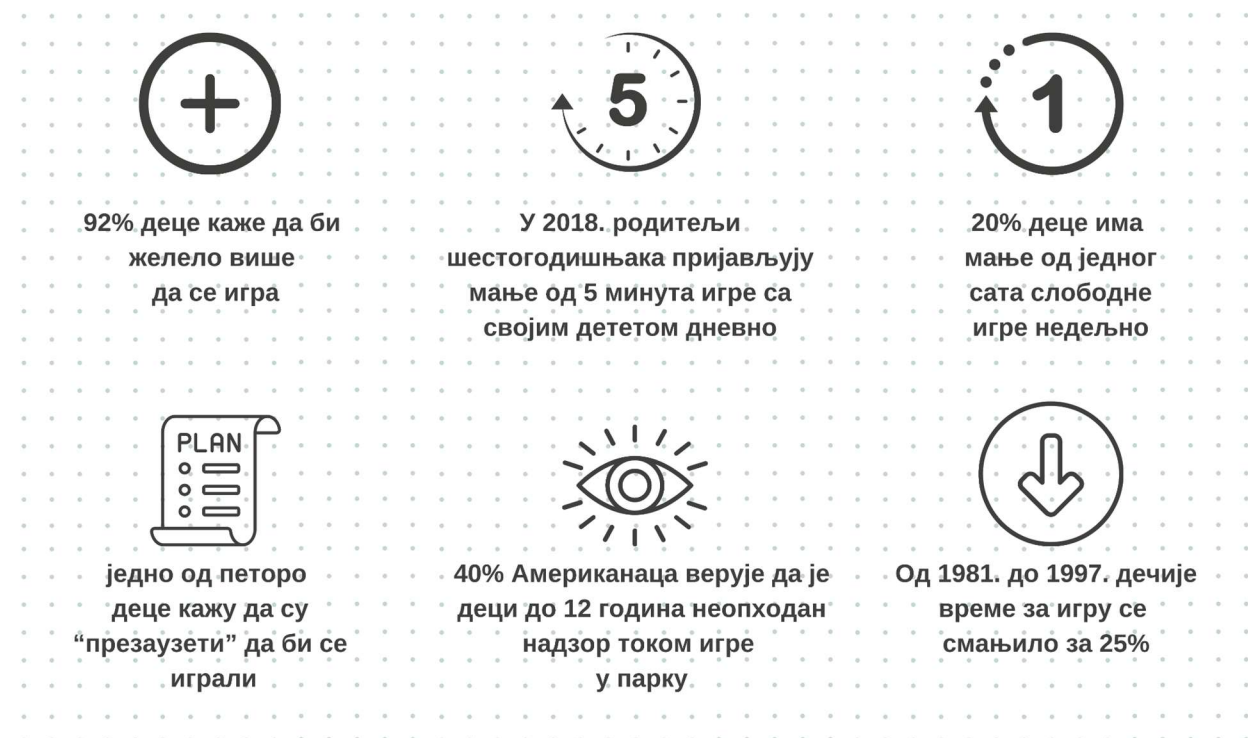 5
1
92% деце каже да би
желело више
да се игра
У 2018. родитељи
шестогодишњака пријављују
мање од 5 минута игре са
својим дететом дневно
20% деце има
мање од једног
сата слободне
игре недељно
PLAN
једно од петоро
деце кажу да су
“презаузети” да би се
играли
40% Американаца верује да је
деци до 12 година неопходан
надзор током игре
у парку
Од 1981. до 1997. дечије
време за игру се
смањило за 25%